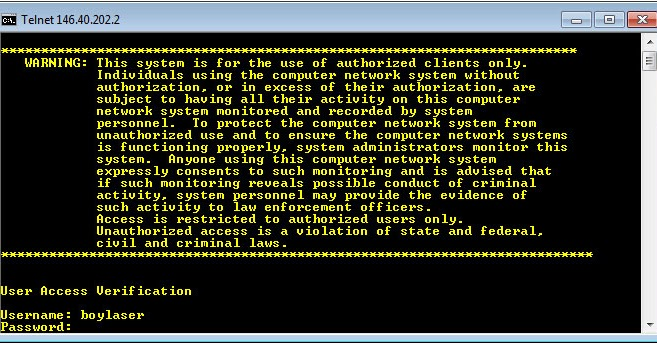 C:\. Telnet 146.40.202.2
************************************************************************
WARNING: This system is for the use of authorized clients only.
Individuals using the computer network system without
authorization, or in excess of their authorization, are
subject to having all their activity on this computer
network system monitored and recorded by system
personnel. To protect the computer network system from
unauthorized use and to ensure the computer network systems
is functioning properly, system administrators monitor this
system. Anyone using this computer network system
expressly consents to such monitoring and is advised that
if such monitoring reveals possible conduct of criminal
activity, system personnel may provide the evidence of
such activity to law enforcement officers.
Access is restricted to authorized users only.
Unauthorized access is a violation of state and federal,
civil and criminal laws.
**************************************************************************
User Access Verification
Username: boylaser
Password: